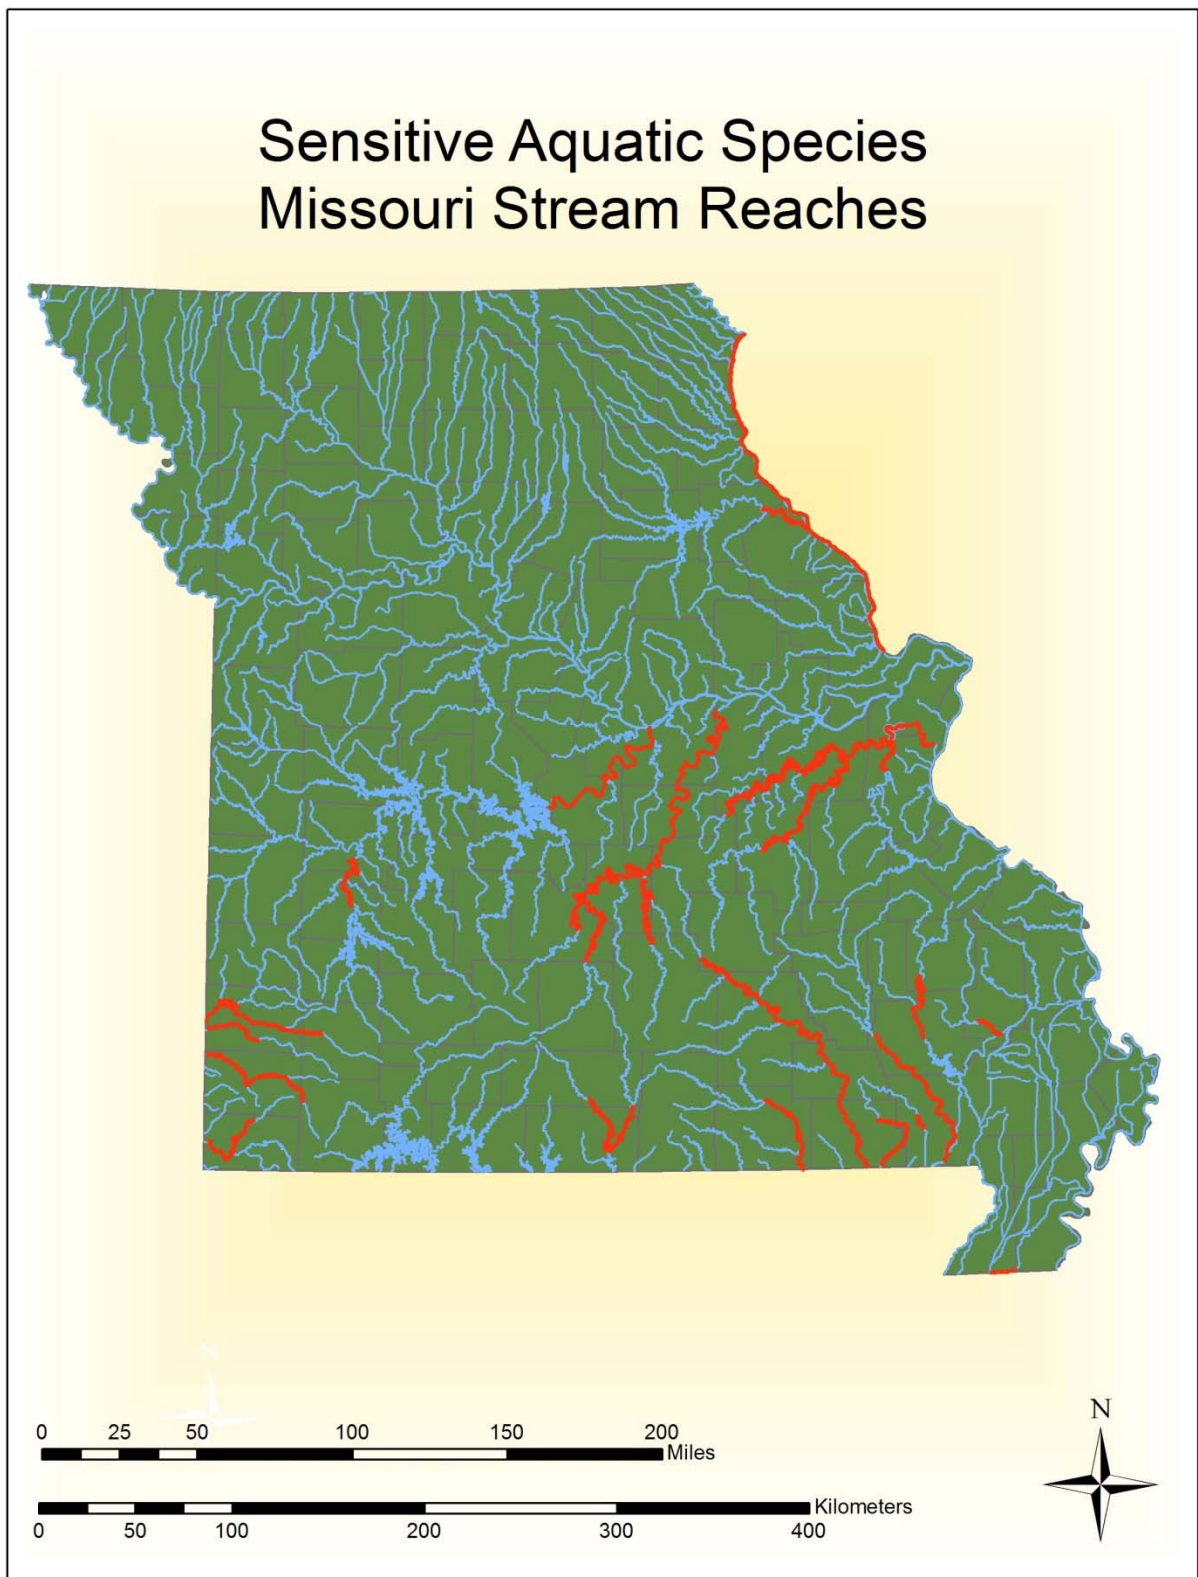 Sensitive Aquatic Species
Missouri Stream Reaches
N
0 25 50 100 150 200
Miles
N
Kilometers
0 50 100 200 300 400